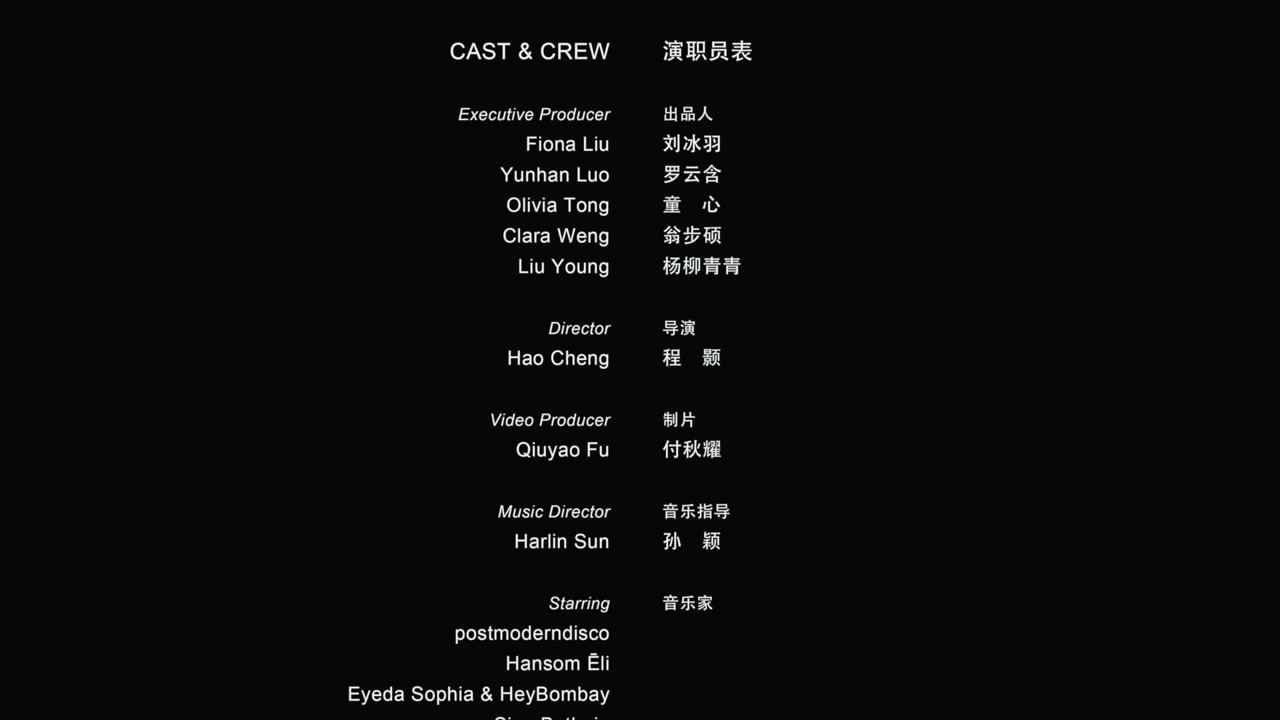 CAST & CREW 演职员表
Executive Producer 出品人
Fiona Liu 刘冰羽
Yunhan Luo 罗云含
Olivia Tong 童 心
Clara Weng 翁步硕
Liu Young 杨柳青青
Director 导演
Hao Cheng 程 颢
Video Producer 制片
Qiuyao Fu 付秋耀
Music Director 音乐指导
Harlin Sun 孙 颖
Starring 音乐家
postmoderndisco
Hansom Ēli
Eyeda Sophia & HeyBombay